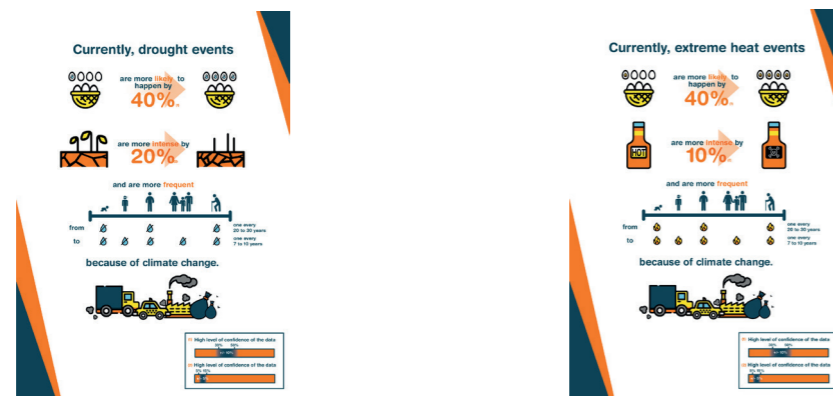 Currently, drought events
are more likely to
happen by
40%
are more intense by
20%
and are more frequent
from
one every
20 to 30 years
to
one every
7 to 10 years
because of climate change.
High level of confidence of the data
High level of confidence of the data
Currently, extreme heat events
are more likely to
happen by
40%
HOT
are more intense by
10%
and are more frequent
from
one every
20 to 30 years
to
one every
7 to 10 years
because of climate change.
High level of confidence of the data
High level of confidence of the data